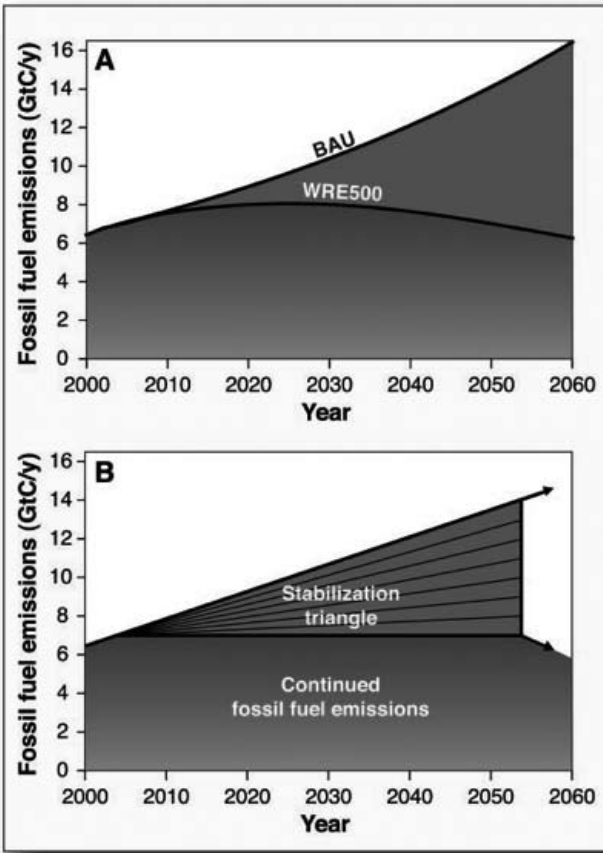 A
Fossil fuel emissions (GtC/y)
16
14
12
10
8
6
4
2
0
BAU
WRE500
2000 2010 2020 2030 2040 2050 2060
Year
B
Fossil fuel emissions (GtC/y)
16
14
12
10
8
6
4
2
0
Stabilization
triangle
Continued
fossil fuel emissions
2000 2010 2020 2030 2040 2050 2060
Year